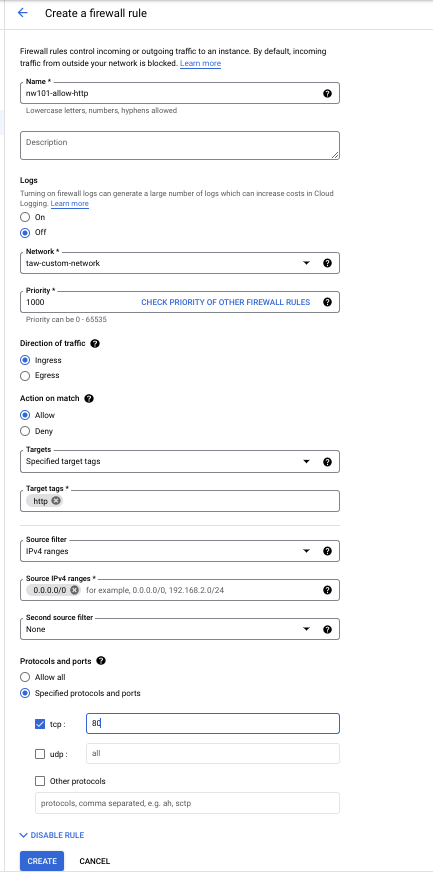 Create a firewall rule
Firewall rules control incoming or outgoing traffic to an instance. By default, incoming
traffic from outside your network is blocked. Learn more
Name *
nw101-allow-http
Lowercase letters, numbers, hyphens allowed
Description
Logs
Turning on firewall logs can generate a large number of logs which can increase costs in Cloud
Logging. Learn more
On
Off
Network *
taw-custom-network
Priority *
1000 CHECK PRIORITY OF OTHER FIREWALL RULES
Priority can be 0 - 65535
Direction of traffic
Ingress
Egress
Action on match
Allow
Deny
Targets
Specified target tags
Target tags *
http
Source filter
IPv4 ranges
Source IPv4 ranges *
0.0.0.0/0 for example, 0.0.0.0/0, 192.168.2.0/24
Second source filter
None
Protocols and ports
Allow all
Specified protocols and ports
tcp : 80
udp : all
Other protocols
protocols, comma separated, e.g. ah, sctp
DISABLE RULE
CREATE CANCEL